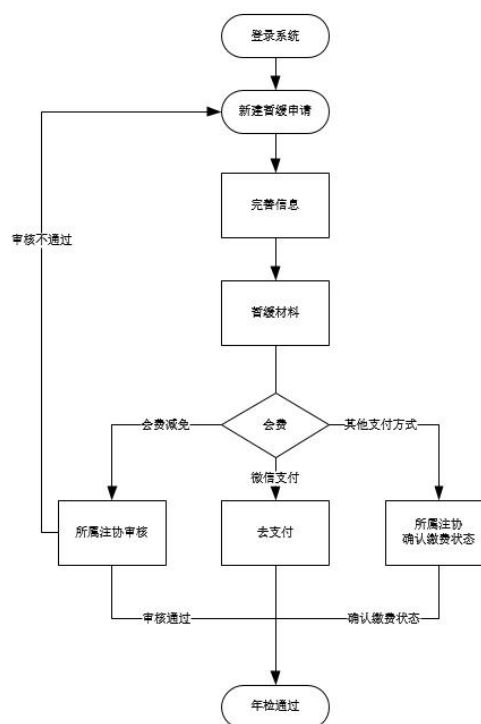 登录系统
新建暂缓申请
完善信息
审核不通过
暂缓材料
会费减免
会费
其他支付方式
微信支付
所属注协审核
去支付
所属注协
确认缴费状态
审核通过
确认缴费状态
年检通过